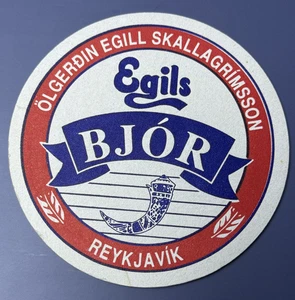 ÖLGERÐIN EGILL SKALLAGRÍMSSON
Egils
BJÓR
REYKJAVÍK